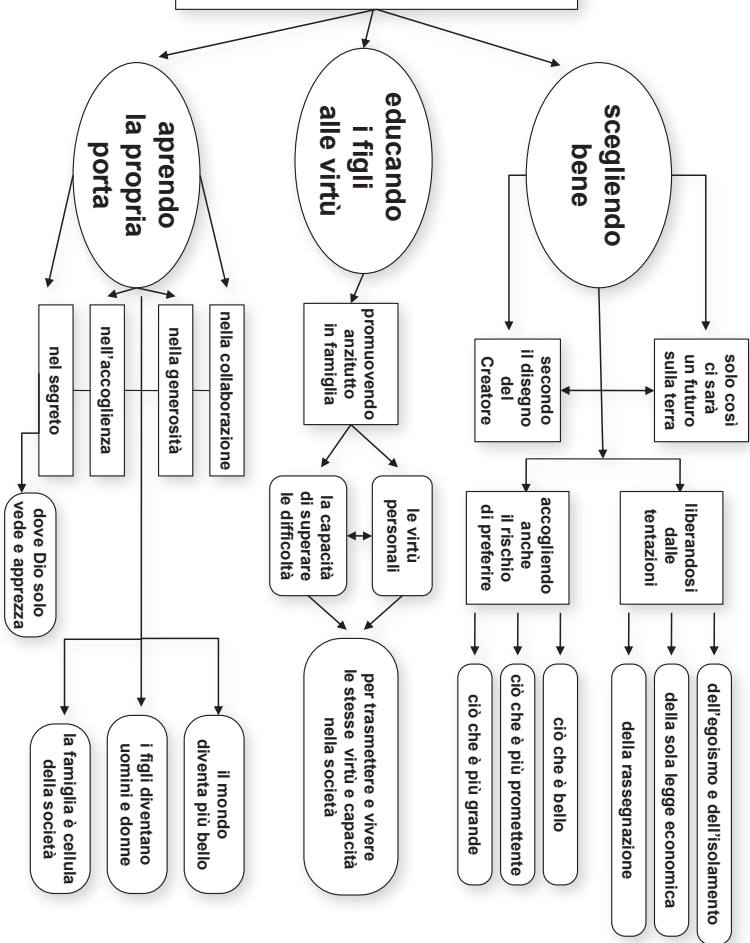 scegliendo
bene
solo così
ci sarà
un futuro
sulla terra
secondo
il disegno
del
Creatore
liberandosi
dalle
tentazioni
dell'egoismo e dell'isolamento
della sola legge economica
della rassegnazione
accogliendo
anche
il rischio
di preferire
ciò che è bello
ciò che è più promettente
ciò che è più grande
educando
i figli
alle virtù
promuovendo
anzitutto
in famiglia
le virtù
personali
la capacità
di superare
le difficoltà
per trasmettere e vivere
le stesse virtù e capacità
nella società
aprendo
la propria
porta
nella collaborazione
nella generosità
nell'accoglienza
nel segreto
dove Dio solo
vede e apprezza
il mondo
diventa più bello
i figli diventano
uomini e donne
la famiglia è cellula
della società